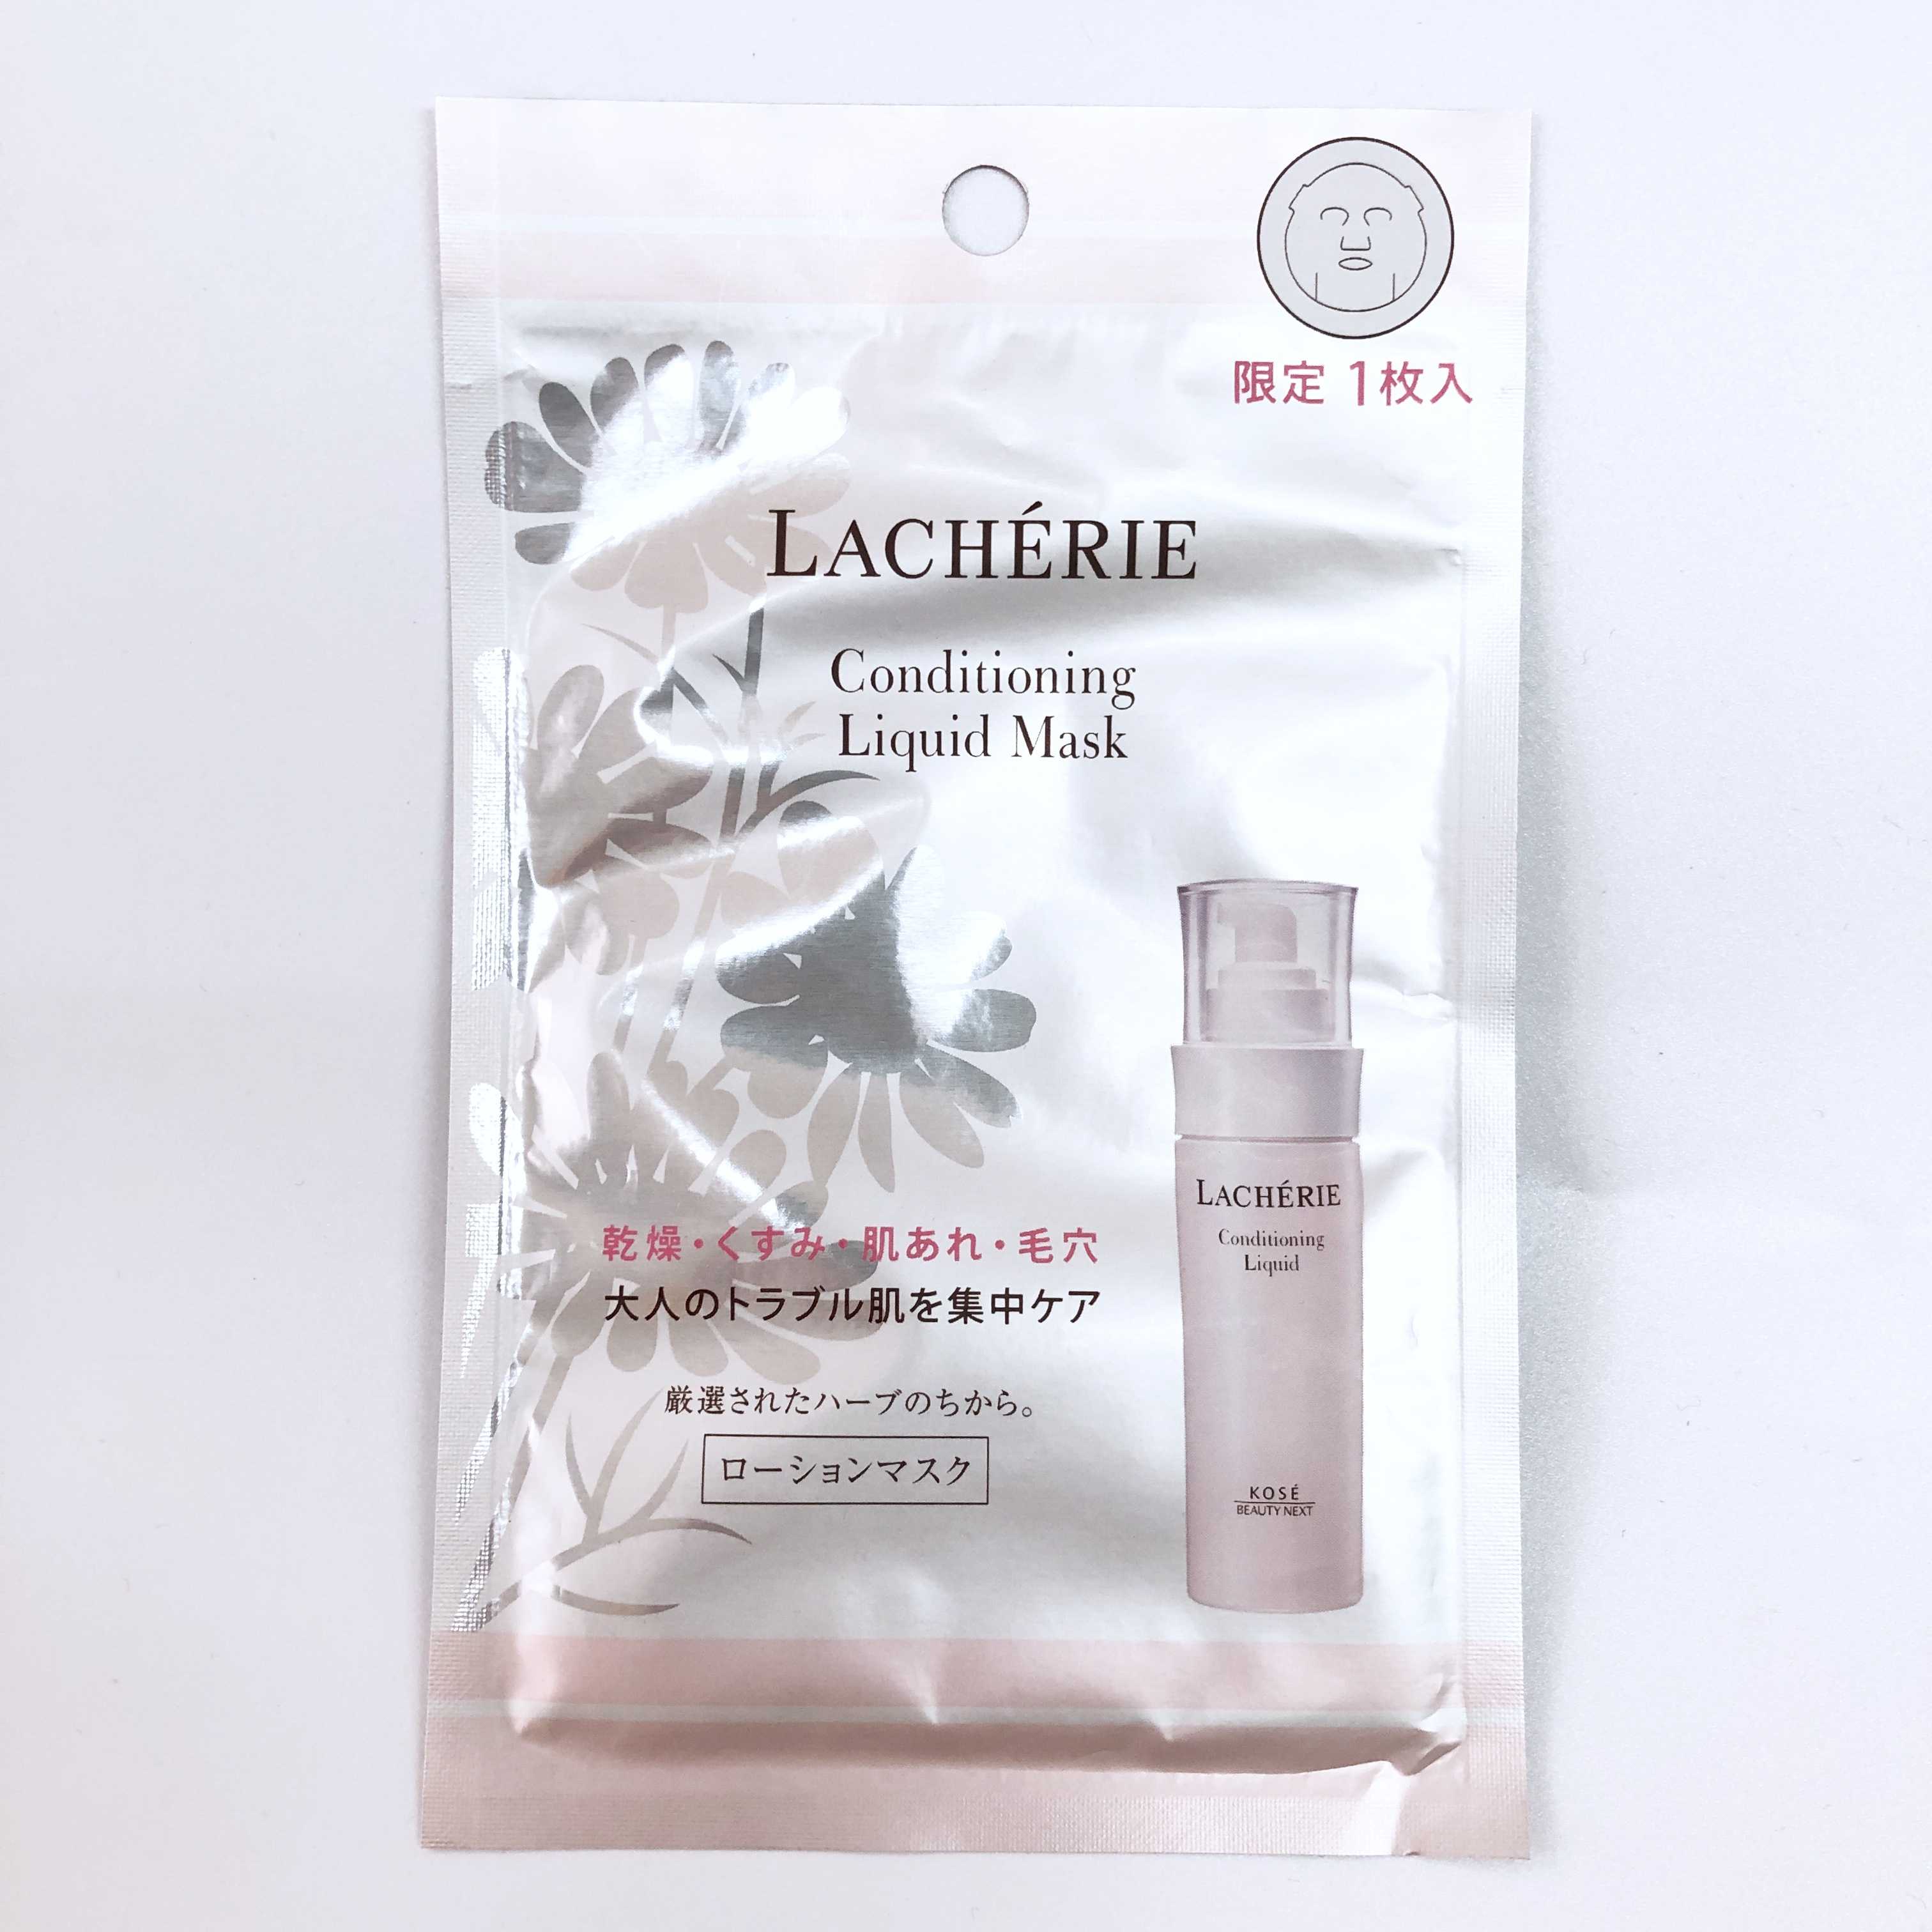 限定 1枚入
LACHÉRIE
Conditioning
Liquid Mask
乾燥・くすみ・肌あれ・毛穴
大人のトラブル肌を集中ケア
厳選されたハーブのちから。
ローションマスク
LACHÉRIE
Conditioning
Liquid
KOSÉ
BEAUTY NEXT